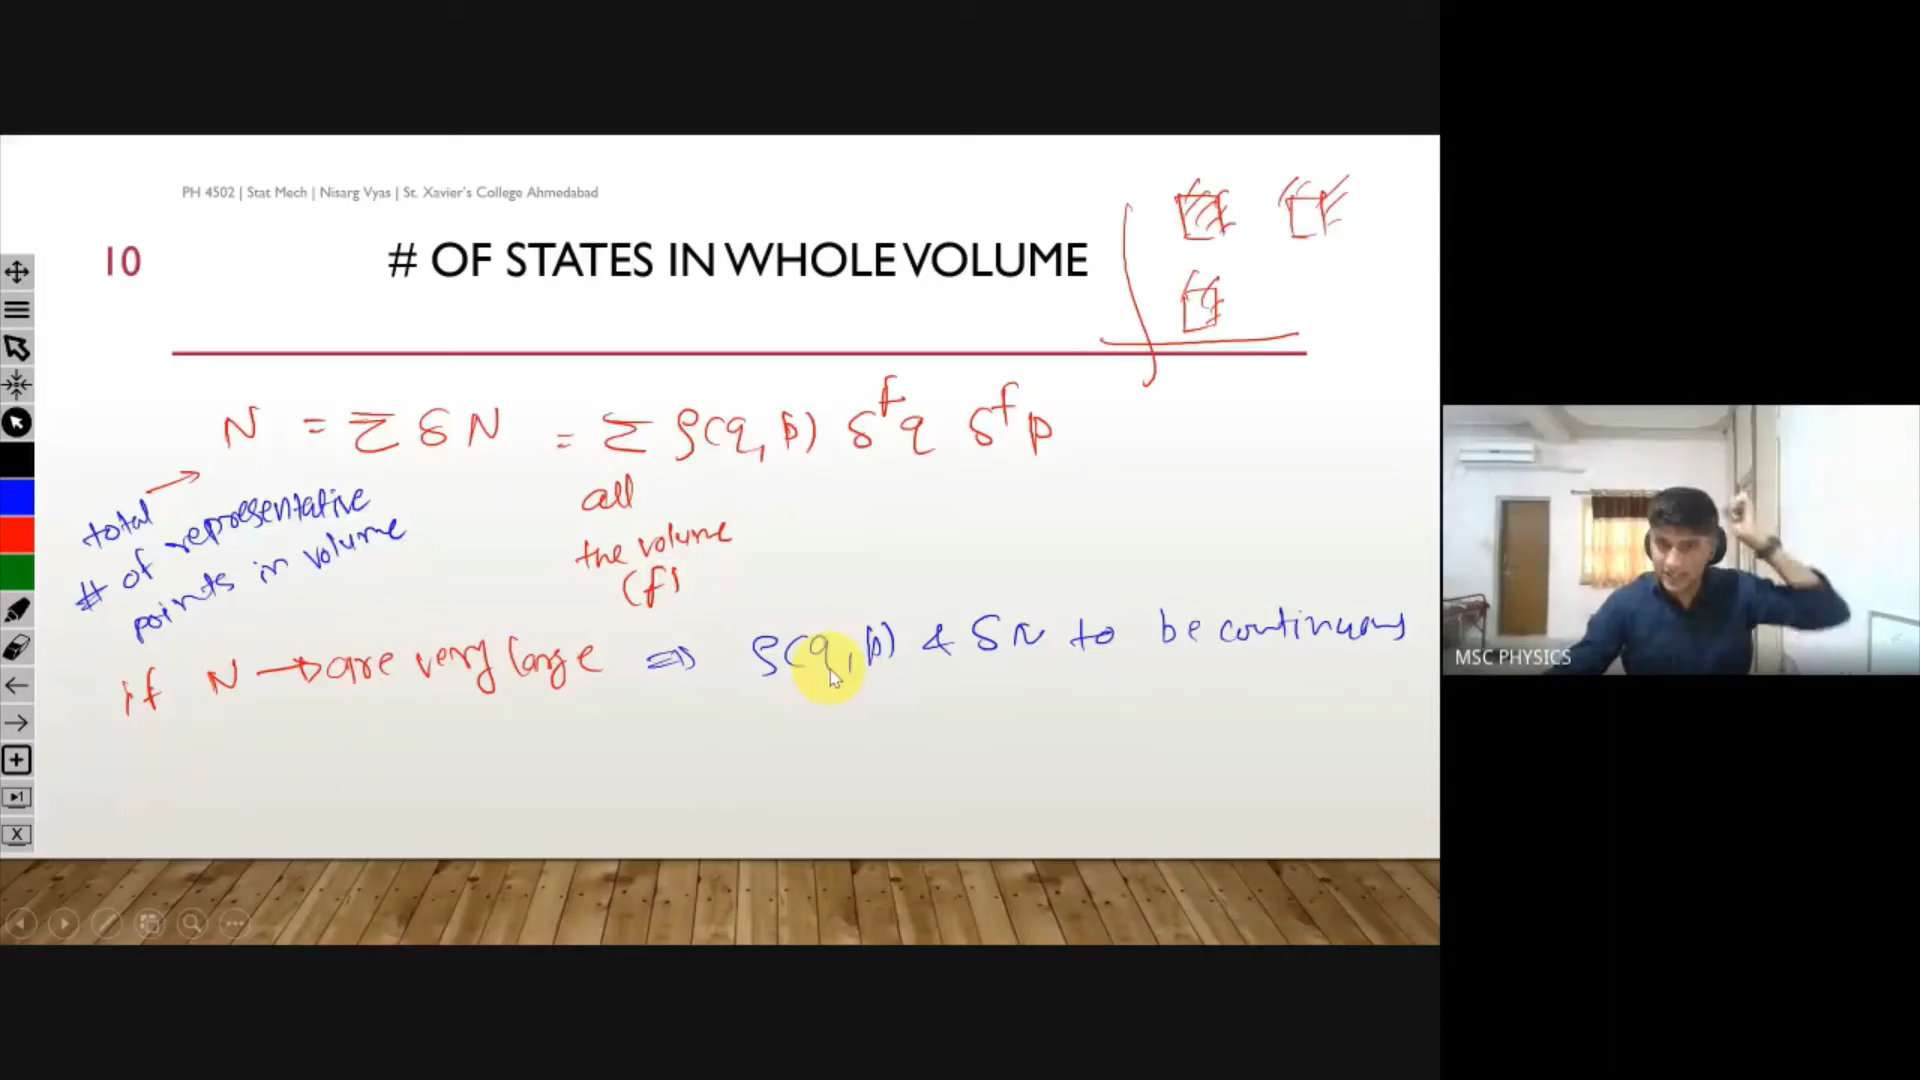 PH 4502 | Stat Mech | Nisarg Vyas | St. Xavier's College Ahmedabad
10
# OF STATES IN WHOLE VOLUME
N = Σ δN = Σ ρ(q, p) δ^f q δ^f p
all
the volume
(f)
total
# of representative
points in volume
if N → are very large ⇒ ρ(q, p) & δN to be continuous
MSC PHYSICS